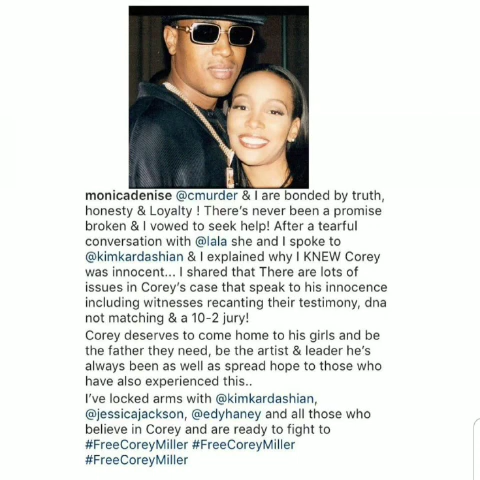 monicadenise @cmurder & I are bonded by truth,
honesty & Loyalty ! There's never been a promise
broken & I vowed to seek help! After a tearful
conversation with @lala she and I spoke to
@kimkardashian & I explained why I KNEW Corey
was innocent... I shared that There are lots of
issues in Corey's case that speak to his innocence
including witnesses recanting their testimony, dna
not matching & a 10-2 jury!
Corey deserves to come home to his girls and be
the father they need, be the artist & leader he's
always been as well as spread hope to those who
have also experienced this..
I've locked arms with @kimkardashian,
@jessicajackson, @edyhaney and all those who
believe in Corey and are ready to fight to
#FreeCoreyMiller #FreeCoreyMiller
#FreeCoreyMiller